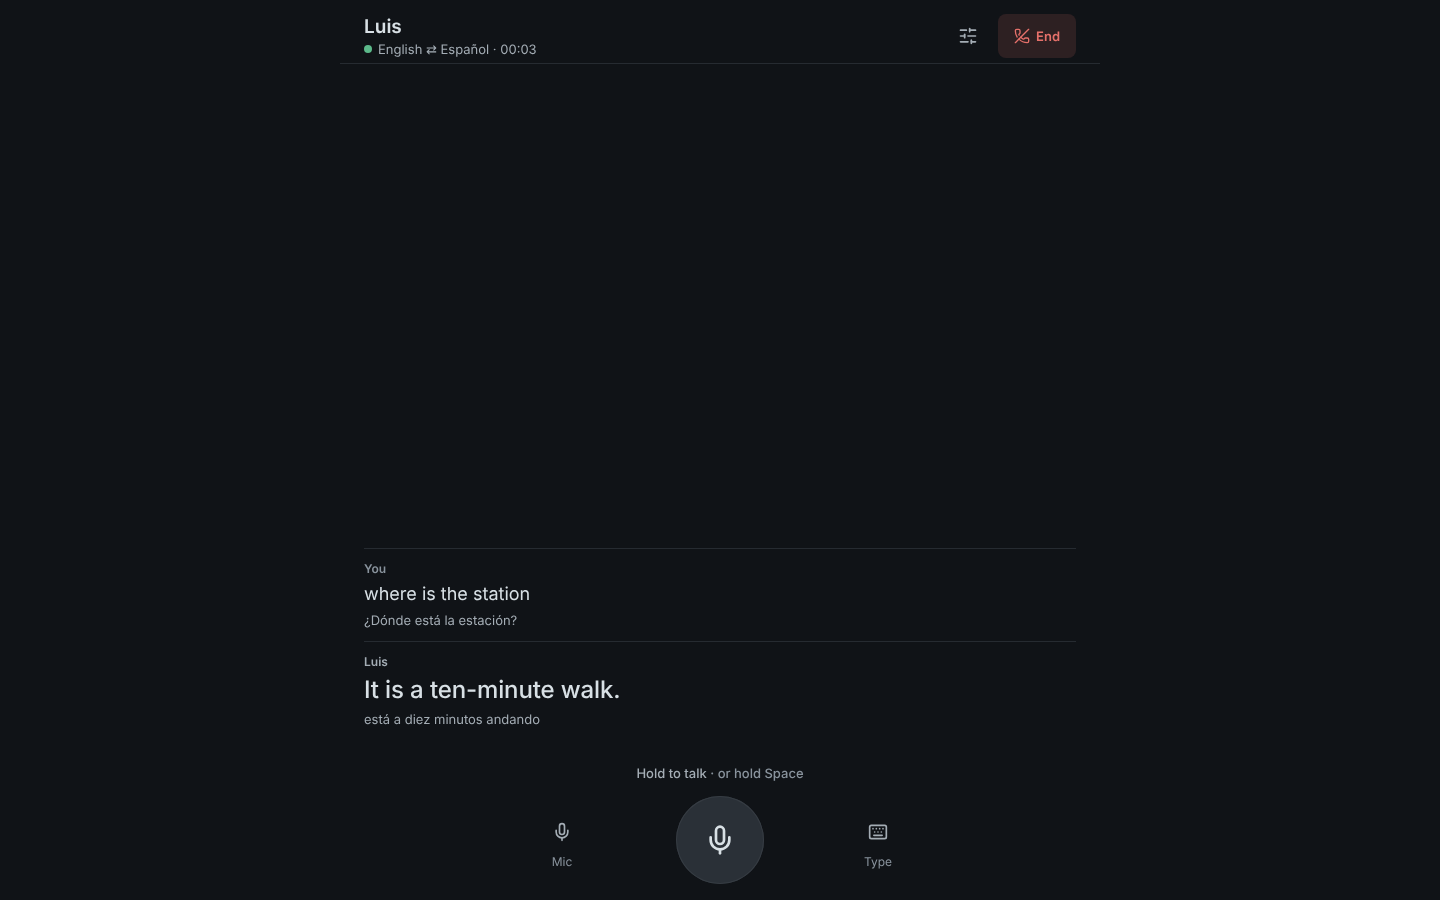 Luis
English ⇄ Español · 00:03
End
You
where is the station
¿Dónde está la estación?
Luis
It is a ten-minute walk.
está a diez minutos andando
Hold to talk · or hold Space
Mic
Type